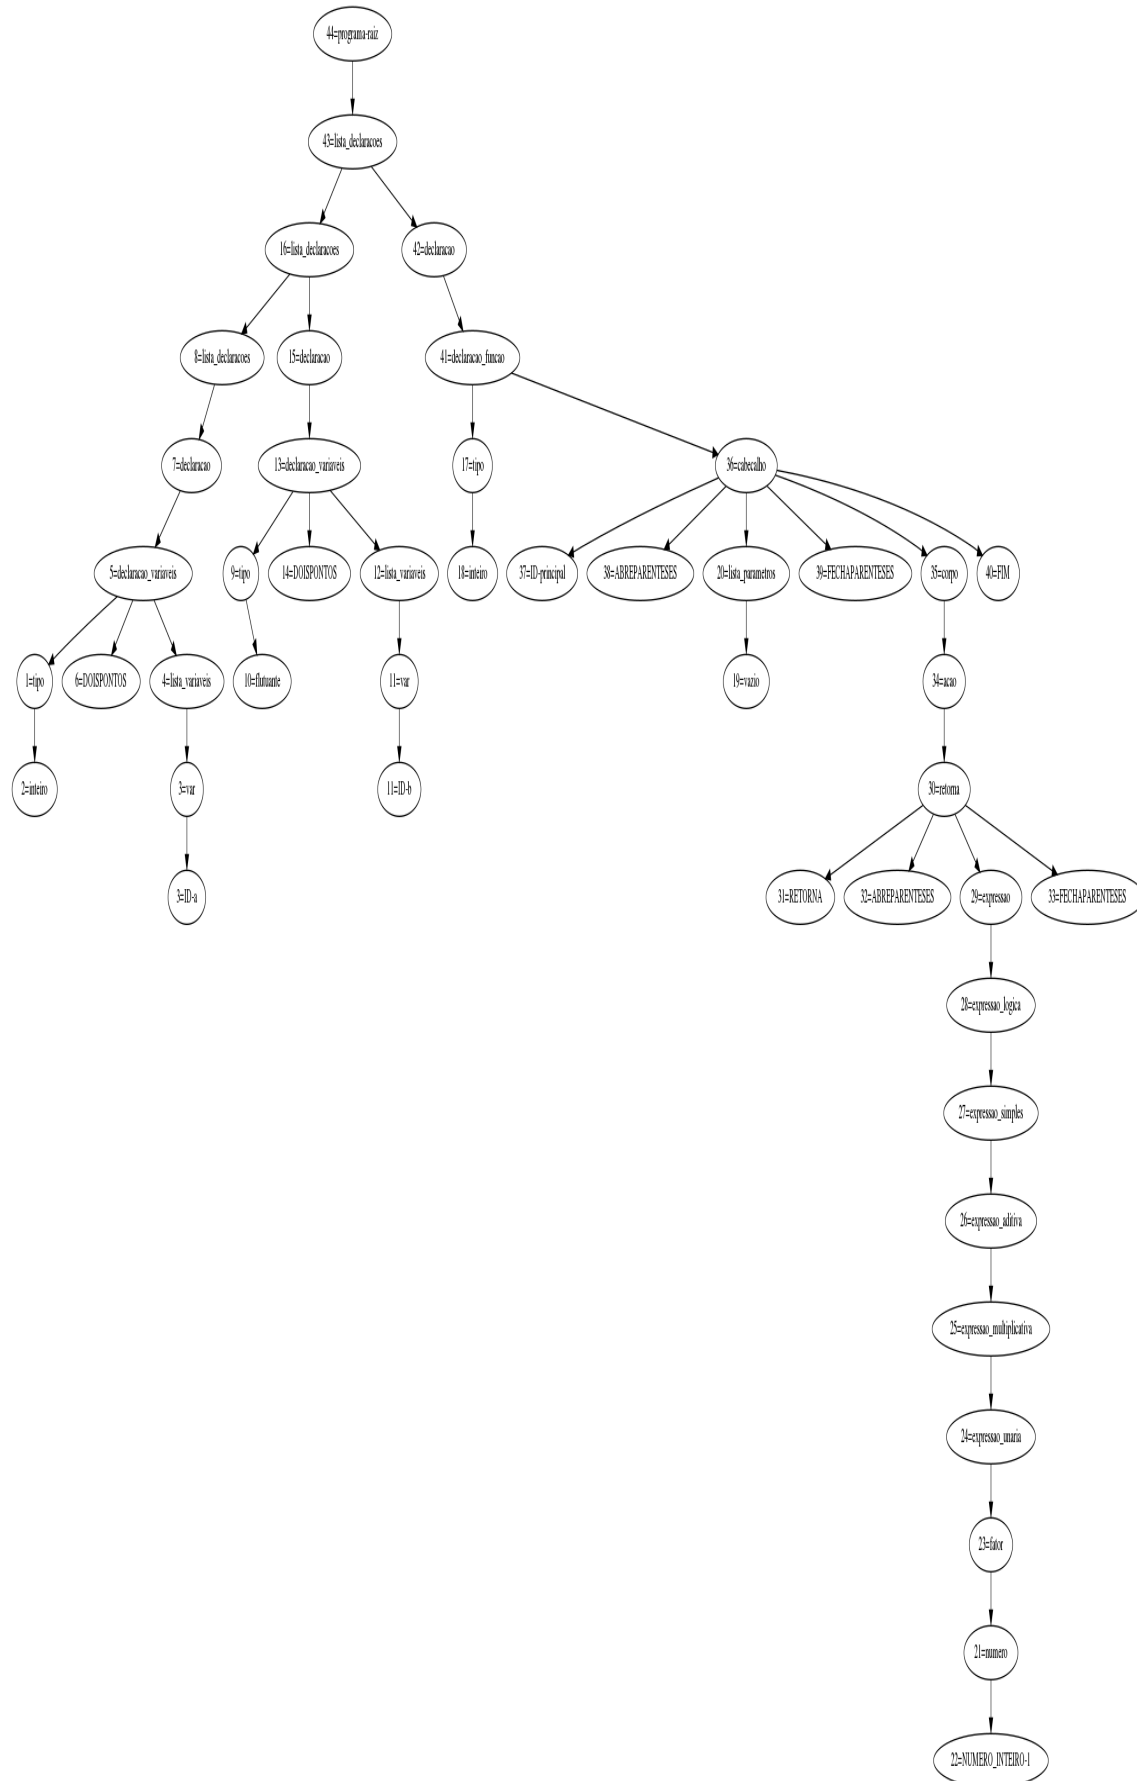 44=programa-raiz
43=lista_declaracoes
16=lista_declaracoes
42=declaracao
8=lista_declaracoes
15=declaracao
41=declaracao_funcao
7=declaracao
13=declaracao_variaveis
17=tipo
36=cabecalho
5=declaracao_variaveis
9=tipo
14=DOISPONTOS
12=lista_variaveis
18=inteiro
37=ID-principal
38=ABREPARENTESES
20=lista_parametros
39=FECHAPARENTESES
35=corpo
40=FIM
1=tipo
6=DOISPONTOS
4=lista_variaveis
10=flutuante
11=var
19=vazio
34=acao
2=inteiro
3=var
11=ID-b
30=retorna
3=ID-a
31=RETORNA
32=ABREPARENTESES
29=expressao
33=FECHAPARENTESES
28=expressao_logica
27=expressao_simples
26=expressao_aditiva
25=expressao_multiplicativa
24=expressao_unaria
23=fator
21=numero
22=NUMERO_INTEIRO-1